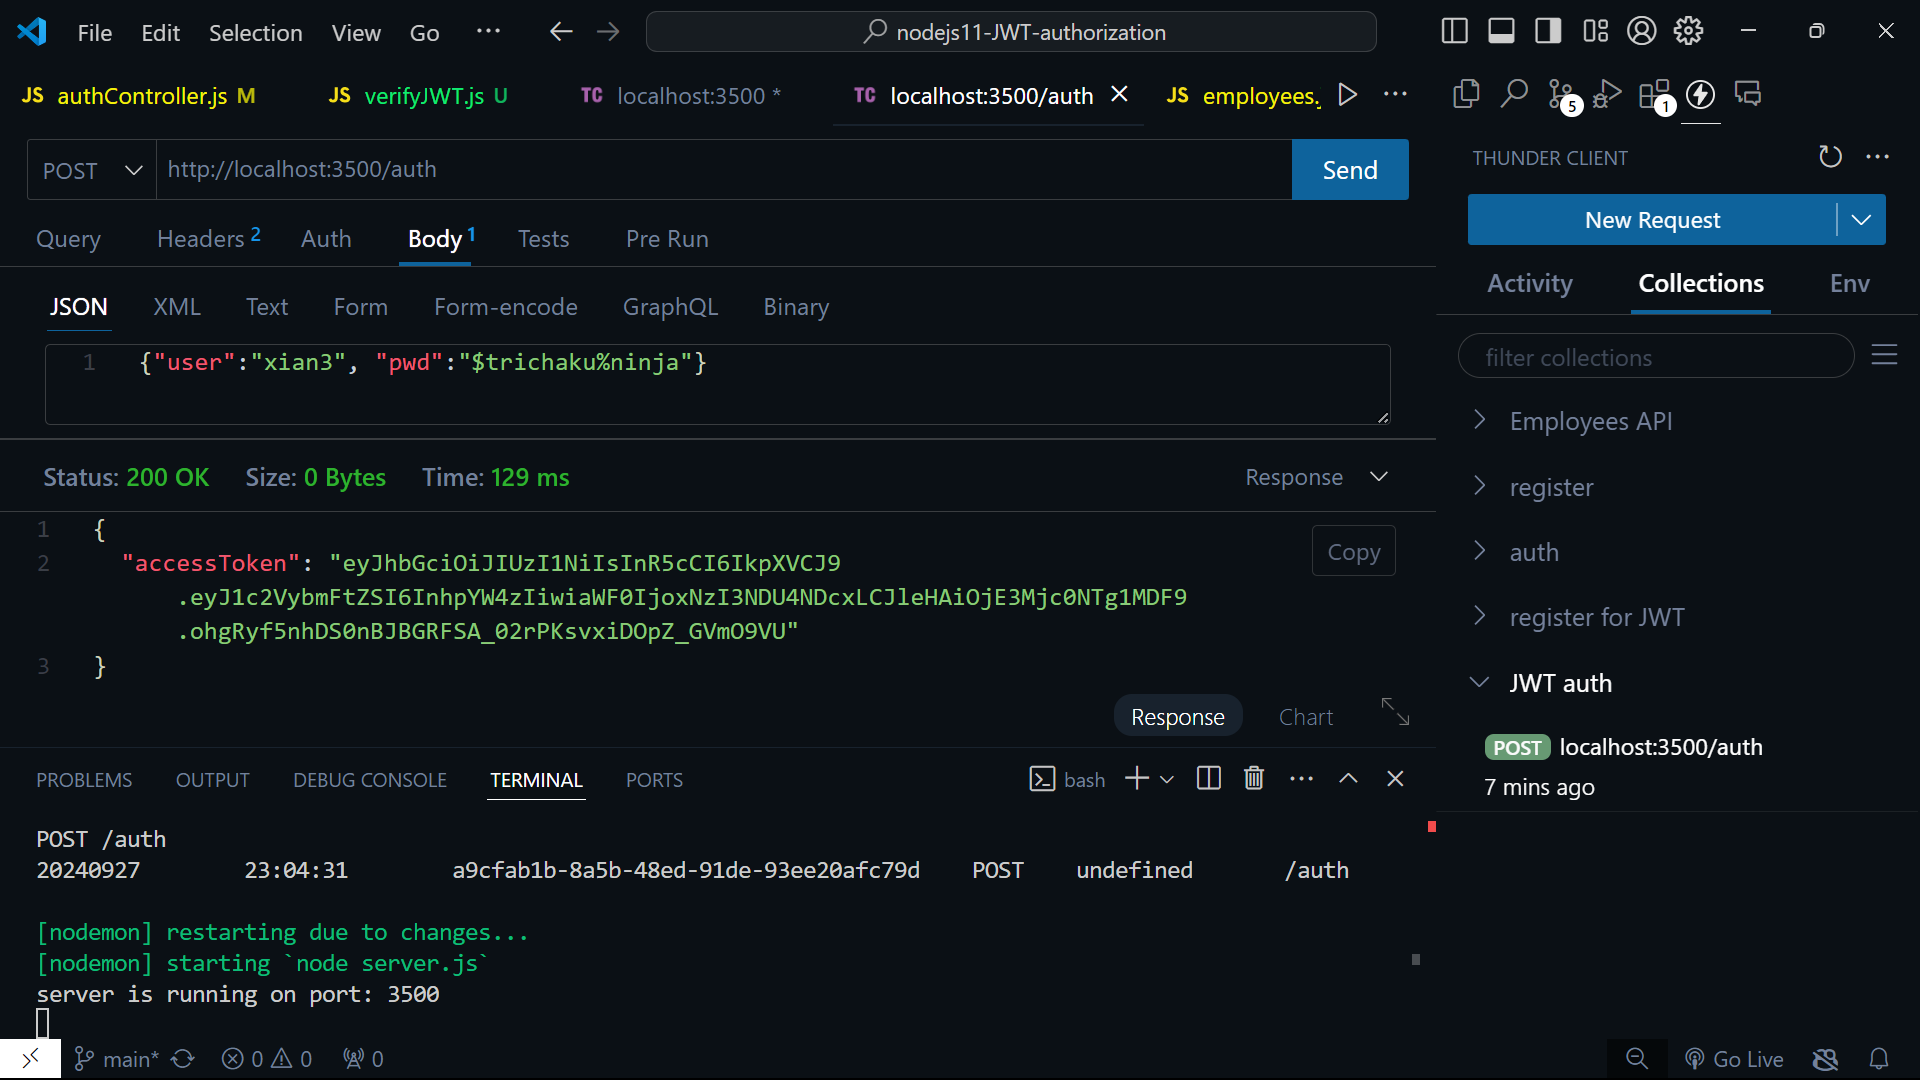 File Edit Selection View Go ...
nodejs11-JWT-authorization
JS authController.js M
JS verifyJWT.js U
TC localhost:3500 *
TC localhost:3500/auth
JS employees.
5
1
POST http://localhost:3500/auth Send
Query Headers 2 Auth Body 1 Tests Pre Run
JSON XML Text Form Form-encode GraphQL Binary
1 {"user":"xian3", "pwd":"$trichaku%ninja"}
Status: 200 OK Size: 0 Bytes Time: 129 ms Response
1 {
2 "accessToken": "eyJhbGciOiJIUzI1NiIsInR5cCI6IkpXVCJ9
.eyJ1c2VybmFtZSI6InhpYW4zIiwiaWF0IjoxNzI3NDU4NDcxLCJleHAiOjE3Mjc0NTg1MDF9
.ohgRyf5nhDS0nBJBGRFSA_02rPKsvxiDOpZ_GVmO9VU"
3 }
Copy
Response Chart
PROBLEMS OUTPUT DEBUG CONSOLE TERMINAL PORTS
bash
POST /auth
20240927 23:04:31 a9cfab1b-8a5b-48ed-91de-93ee20afc79d POST undefined /auth
[nodemon] restarting due to changes...
[nodemon] starting `node server.js`
server is running on port: 3500
THUNDER CLIENT
New Request
Activity Collections Env
filter collections
Employees API
register
auth
register for JWT
JWT auth
POST localhost:3500/auth
7 mins ago
main* 0 0 0
Go Live